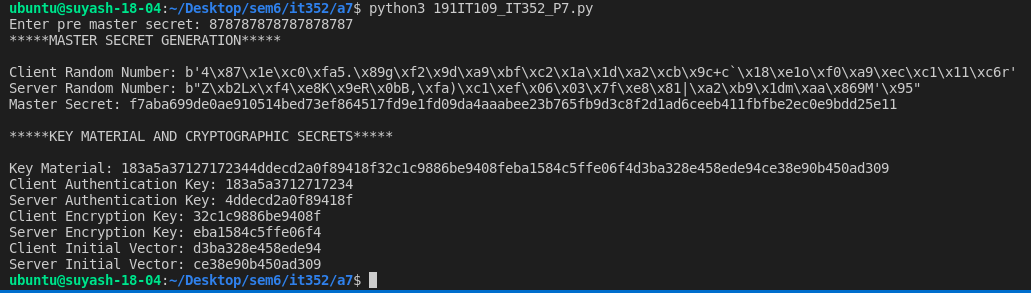 ubuntu@suyash-18-04:~/Desktop/sem6/it352/a7$ python3 191IT109_IT352_P7.py
Enter pre master secret: 878787878787878787
*****MASTER SECRET GENERATION*****
Client Random Number: b'4\x87\x1e\xc0\xfa5.\x89g\xf2\x9d\xa9\xbf\xc2\x1a\x1d\xa2\xcb\x9c+c`\x18\xe1o\xf0\xa9\xec\xc1\x11\xc6r'
Server Random Number: b"Z\xb2Lx\xf4\xe8K\x9eR\x0bB,\xfa)\xc1\xef\x06\x03\x7f\xe8\x81|\xa2\xb9\x1dm\xaa\x869M'\x95"
Master Secret: f7aba699de0ae910514bed73ef864517fd9e1fd09da4aaabee23b765fb9d3c8f2d1ad6ceeb411fbfbe2ec0e9bdd25e11
*****KEY MATERIAL AND CRYPTOGRAPHIC SECRETS*****
Key Material: 183a5a37127172344ddecd2a0f89418f32c1c9886be9408feba1584c5ffe06f4d3ba328e458ede94ce38e90b450ad309
Client Authentication Key: 183a5a3712717234
Server Authentication Key: 4ddecd2a0f89418f
Client Encryption Key: 32c1c9886be9408f
Server Encryption Key: eba1584c5ffe06f4
Client Initial Vector: d3ba328e458ede94
Server Initial Vector: ce38e90b450ad309
ubuntu@suyash-18-04:~/Desktop/sem6/it352/a7$